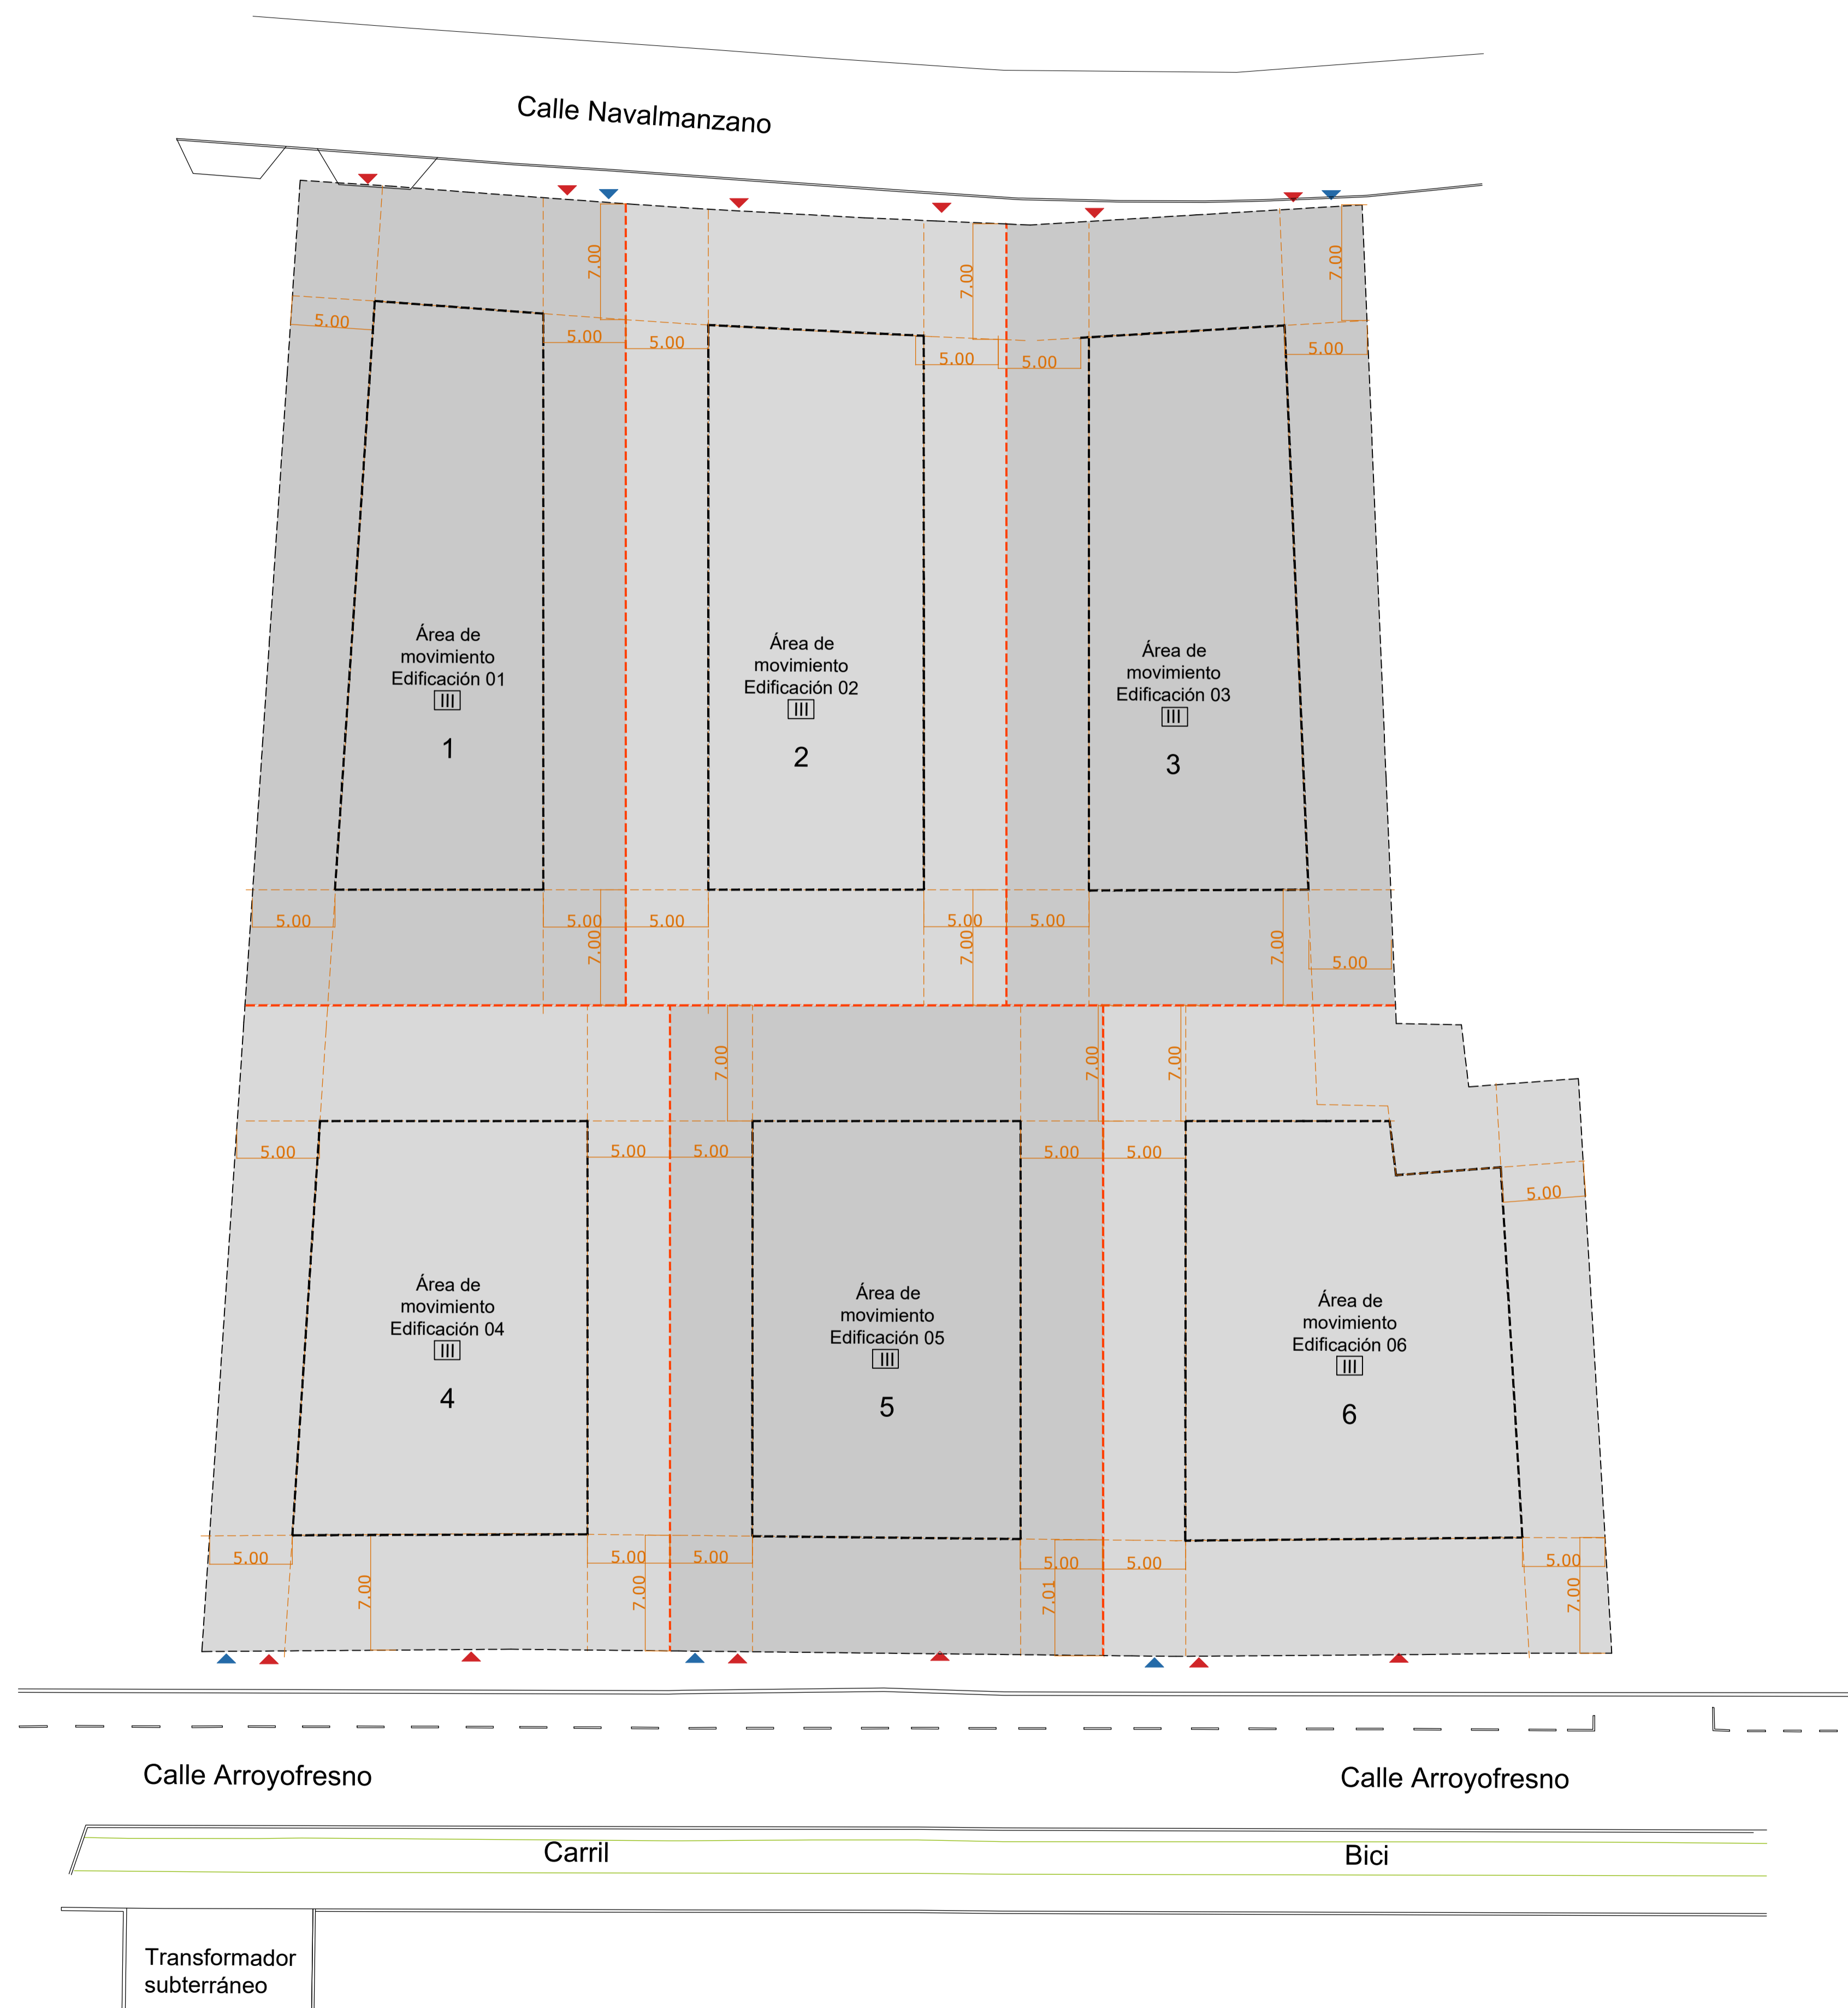 Calle Navalmanzano
7.00
7.00
7.00
5.00
5.00
5.00
5.00
5.00
5.00
Área de
movimiento
Edificación 01
III
1
Área de
movimiento
Edificación 02
III
2
Área de
movimiento
Edificación 03
III
3
5.00
5.00
5.00
5.00
5.00
7.00
7.00
7.00
5.00
7.00
7.00
7.00
5.00
5.00
5.00
5.00
5.00
5.00
Área de
movimiento
Edificación 04
III
4
Área de
movimiento
Edificación 05
III
5
Área de
movimiento
Edificación 06
III
6
5.00
5.00
5.00
5.00
5.00
5.00
7.00
7.00
7.01
7.00
Calle Arroyofresno
Calle Arroyofresno
Carril
Bici
Transformador
subterráneo